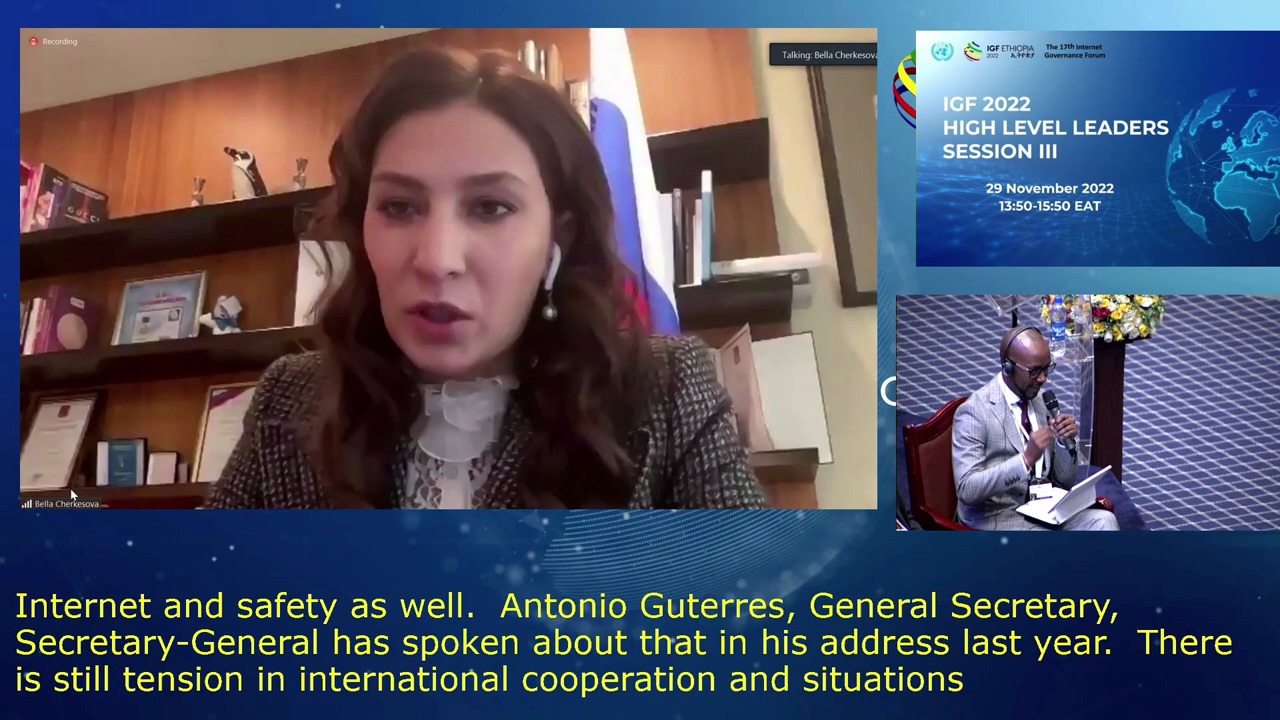 Recording
Talking: Bella Cherkesova
GUCCI
Bella Cherkesova
IGF ETHIOPIA
2022 ኢትዮጵያ
The 17th Internet
Governance Forum
IGF 2022
HIGH LEVEL LEADERS
SESSION III
29 November 2022
13:50-15:50 EAT
Internet and safety as well. Antonio Guterres, General Secretary,
Secretary-General has spoken about that in his address last year. There
is still tension in international cooperation and situations